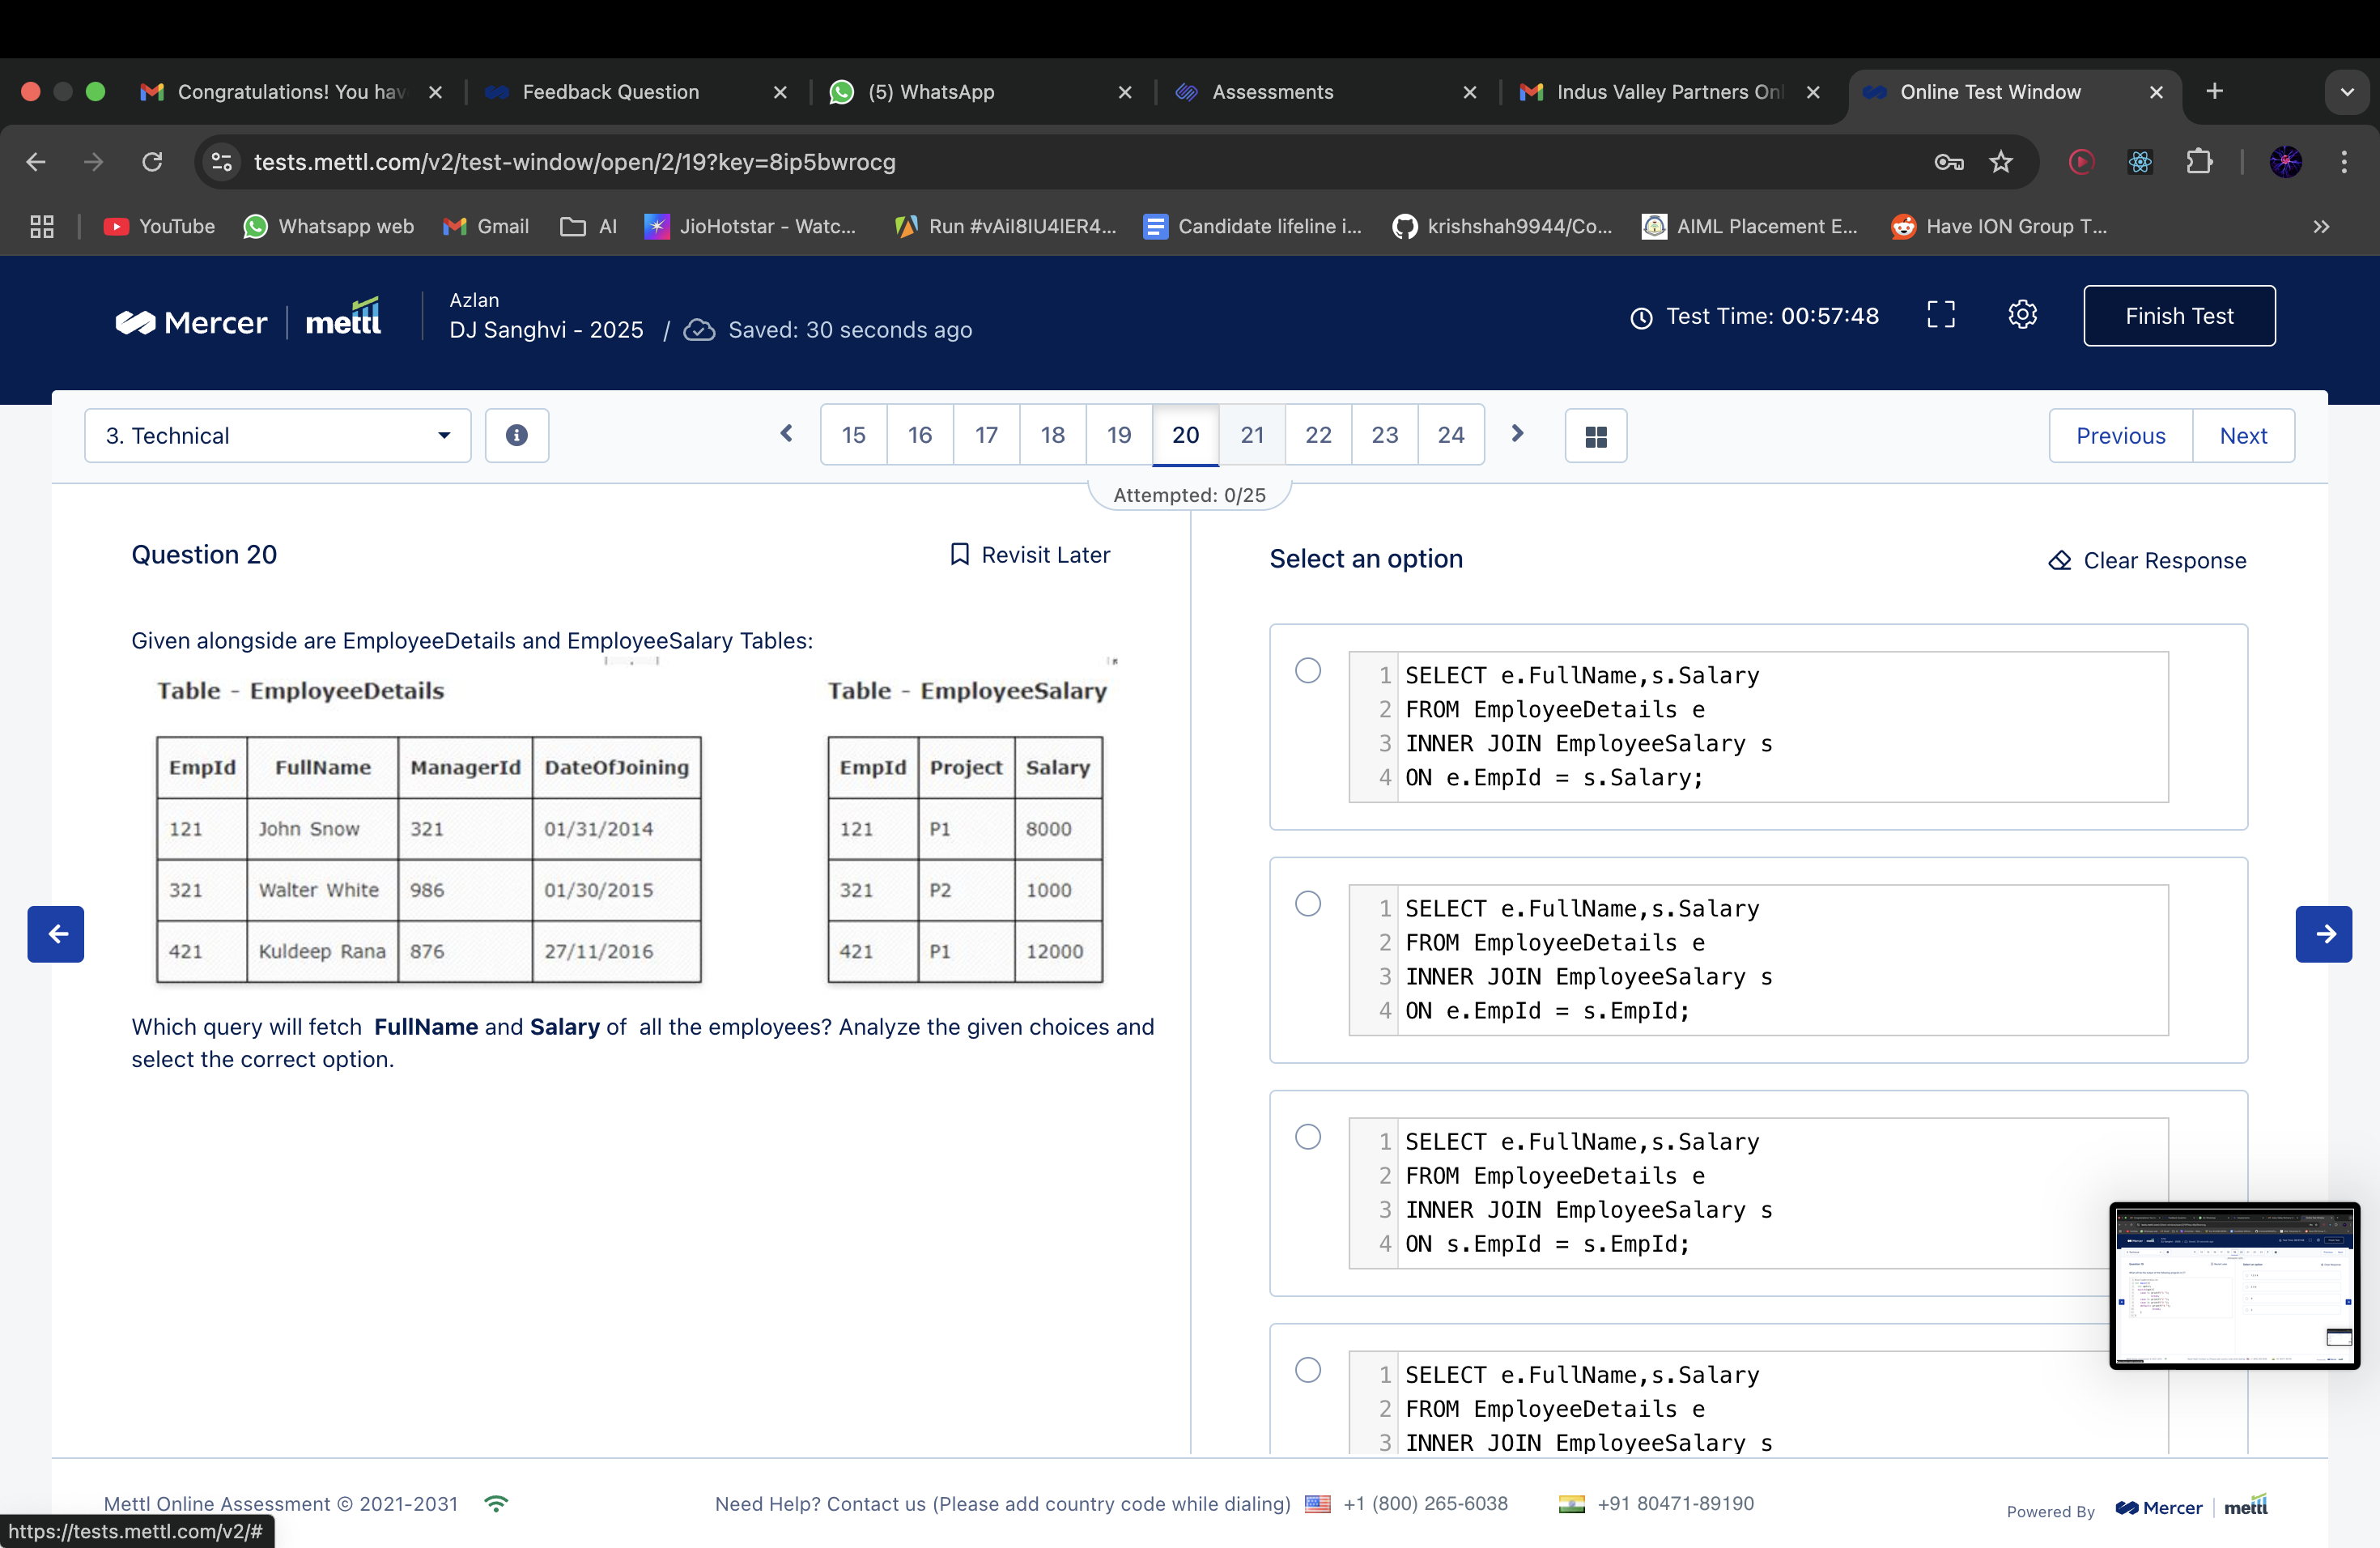 Congratulations! You hav
Feedback Question
(5) WhatsApp
Assessments
Indus Valley Partners Onl
Online Test Window
tests.mettl.com/v2/test-window/open/2/19?key=8ip5bwrocg
YouTube
Whatsapp web
Gmail
AI
JioHotstar - Watc...
Run #vAil8IU4lER4...
Candidate lifeline i...
krishshah9944/Co...
AIML Placement E...
Have ION Group T...
Mercer | mettl
Azlan
DJ Sanghvi - 2025 / Saved: 30 seconds ago
Test Time: 00:57:48
Finish Test
3. Technical
15 16 17 18 19 20 21 22 23 24
Previous Next
Attempted: 0/25
Question 20
Revisit Later
Given alongside are EmployeeDetails and EmployeeSalary Tables:
Table - EmployeeDetails
EmpId FullName ManagerId DateOfJoining
121 John Snow 321 01/31/2014
321 Walter White 986 01/30/2015
421 Kuldeep Rana 876 27/11/2016
Table - EmployeeSalary
EmpId Project Salary
121 P1 8000
321 P2 1000
421 P1 12000
Which query will fetch FullName and Salary of all the employees? Analyze the given choices and
select the correct option.
Select an option
Clear Response
1 SELECT e.FullName,s.Salary
2 FROM EmployeeDetails e
3 INNER JOIN EmployeeSalary s
4 ON e.EmpId = s.Salary;
1 SELECT e.FullName,s.Salary
2 FROM EmployeeDetails e
3 INNER JOIN EmployeeSalary s
4 ON e.EmpId = s.EmpId;
1 SELECT e.FullName,s.Salary
2 FROM EmployeeDetails e
3 INNER JOIN EmployeeSalary s
4 ON s.EmpId = s.EmpId;
1 SELECT e.FullName,s.Salary
2 FROM EmployeeDetails e
3 INNER JOIN EmployeeSalary s
Mettl Online Assessment © 2021-2031
Need Help? Contact us (Please add country code while dialing) +1 (800) 265-6038 +91 80471-89190
Powered By Mercer | mettl
https://tests.mettl.com/v2/#